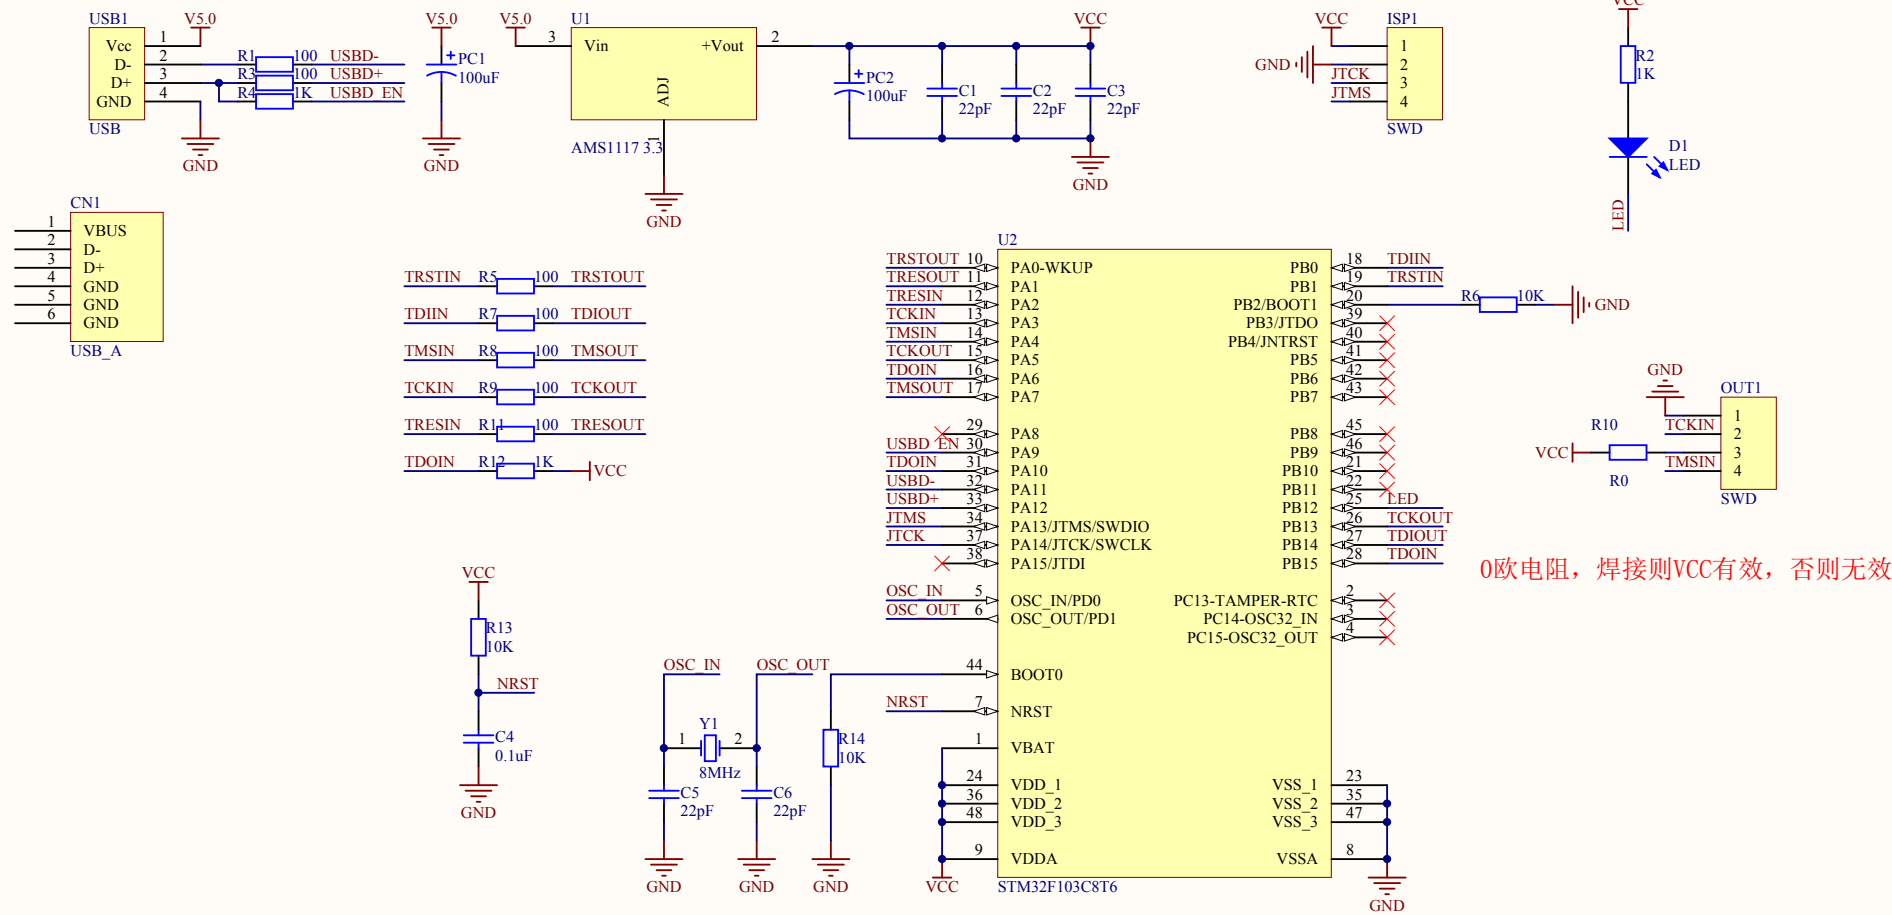 USB1
V5.0
Vcc 1
D- 2 R1 100 USBD-
D+ 3 R3 100 USBD+
GND 4 R4 1K USBD_EN
USB
GND
V5.0
PC1
100uF
GND
V5.0
U1
3 Vin +Vout 2
ADJ
1
AMS1117 3.3
GND
VCC
PC2
100uF
C1
22pF
C2
22pF
C3
22pF
GND
VCC
ISP1
1
GND 2
JTCK 3
JTMS 4
SWD
VCC
R2
1K
D1
LED
LED
CN1
1 VBUS
2 D-
3 D+
4 GND
5 GND
6 GND
USB_A
TRSTIN R5 100 TRSTOUT
TDIIN R7 100 TDIOUT
TMSIN R8 100 TMSOUT
TCKIN R9 100 TCKOUT
TRESIN R11 100 TRESOUT
TDOIN R12 1K VCC
U2
TRSTOUT 10 PA0-WKUP PB0 18 TDIIN
TRESOUT 11 PA1 PB1 19 TRSTIN
TRESIN 12 PA2 PB2/BOOT1 20 R6 10K GND
TCKIN 13 PA3 PB3/JTDO 39
TMSIN 14 PA4 PB4/JNTRST 40
TCKOUT 15 PA5 PB5 41
TDOIN 16 PA6 PB6 42
TMSOUT 17 PA7 PB7 43
29 PA8 PB8 45
USBD_EN 30 PA9 PB9 46
TDOIN 31 PA10 PB10 21
USBD- 32 PA11 PB11 22
USBD+ 33 PA12 PB12 25 LED
JTMS 34 PA13/JTMS/SWDIO PB13 26 TCKOUT
JTCK 37 PA14/JTCK/SWCLK PB14 27 TDIOUT
38 PA15/JTDI PB15 28 TDOIN
OSC_IN 5 OSC_IN/PD0 PC13-TAMPER-RTC 2
OSC_OUT 6 OSC_OUT/PD1 PC14-OSC32_IN 3
PC15-OSC32_OUT 4
44 BOOT0
NRST 7 NRST
1 VBAT
24 VDD_1 VSS_1 23
36 VDD_2 VSS_2 35
48 VDD_3 VSS_3 47
9 VDDA VSSA 8
VCC
STM32F103C8T6
GND
GND
OUT1
1
TCKIN 2
R10
VCC 3
TMSIN 4
R0
SWD
0欧电阻，焊接则VCC有效，否则无效
VCC
R13
10K
NRST
C4
0.1uF
GND
OSC_IN OSC_OUT
Y1
1 2
8MHz
C5
22pF
C6
22pF
R14
10K
GND GND GND